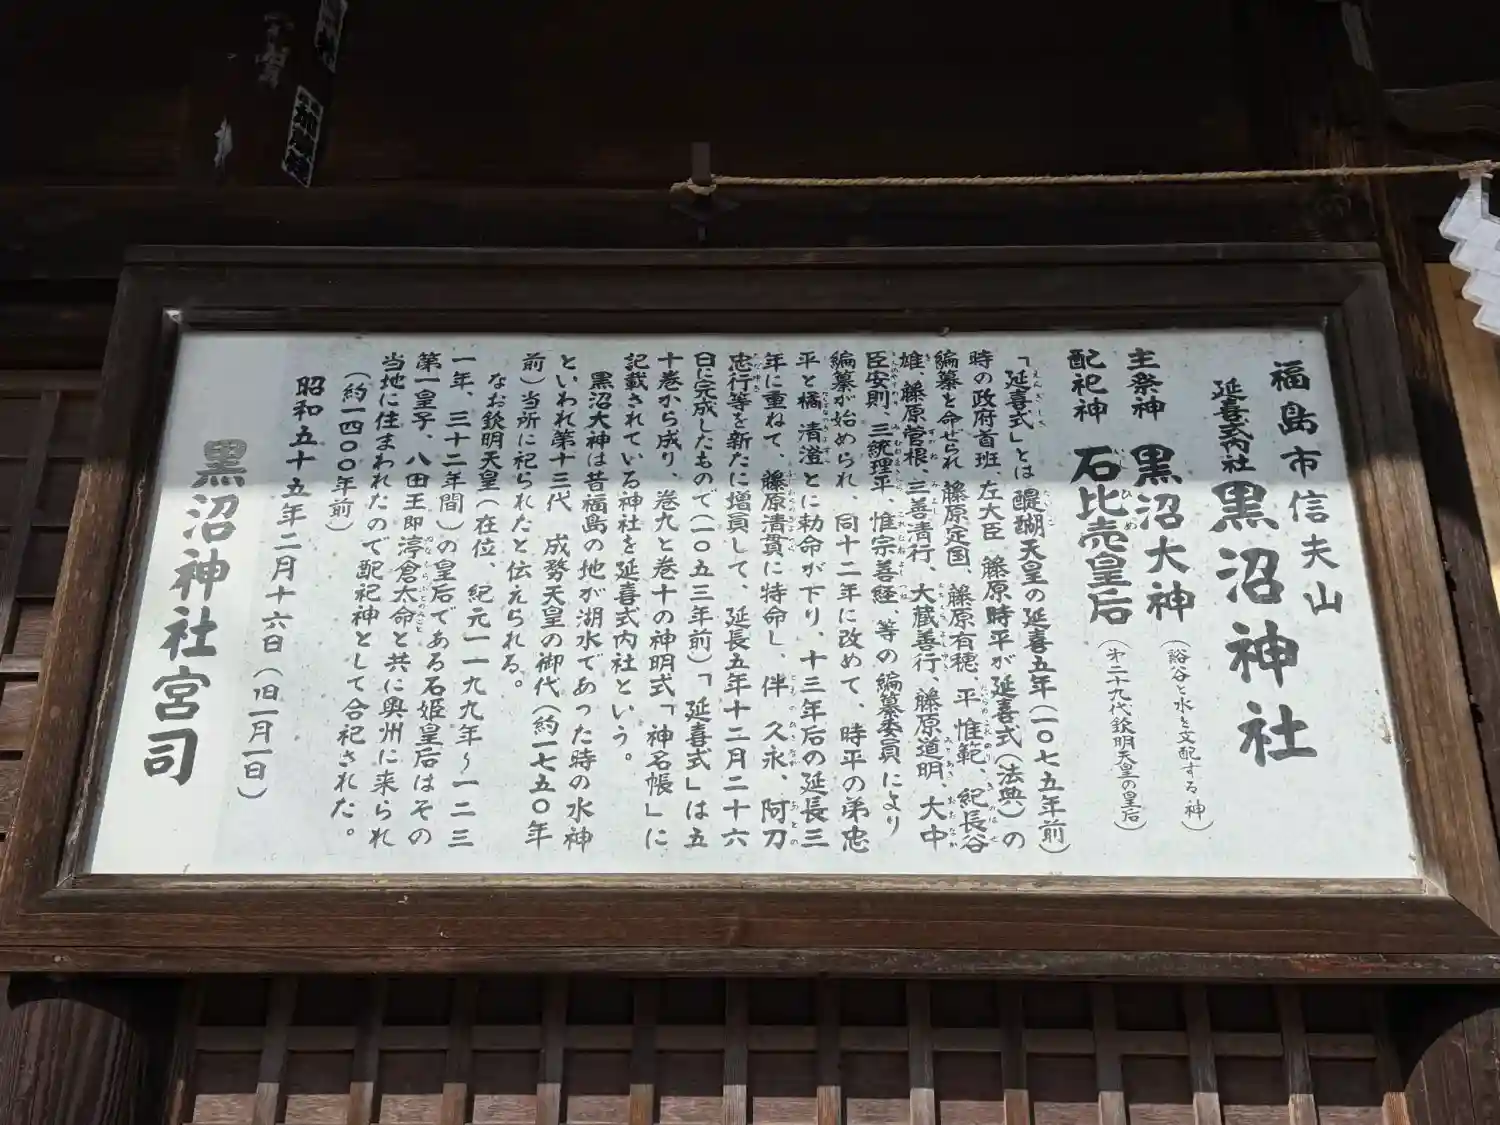 福島市信夫山
延喜式内社 黒沼神社
主祭神 黒沼大神 (谿谷と水を支配する神)
配祀神 石比売皇后 (才二十九代欽明天皇の皇后)
「延喜式」とは醍醐天皇の延喜五年(一〇七五年前)
時の政府首班、左大臣 藤原時平が延喜式(法典)の
編纂を命ぜられ 藤原定国、藤原有穂、平 惟範、紀長谷
雄、藤原菅根、三善清行、大蔵善行、藤原道明、大中
臣安則、三統理平、惟宗善経、等の編纂委員により
編纂が始められ、同十二年に改めて、時平の弟忠
平と橘 清澄とに勅命が下り、十三年后の延長三
年に重ねて、藤原清貫に特命し、伴 久永、阿刀
忠行等を新たに増員して、延長五年十二月二十六
日に完成したもので(一〇五三年前)「延喜式」は五
十巻から成り、巻九と巻十の神明式「神名帳」に
記載されている神社を延喜式内社という。
黒沼大神は昔福島の地が湖水であった時の水神
といわれ第十三代 成務天皇の御代(約一七五〇年
前)当所に祀られたと伝えられる。
なお欽明天皇(在位、紀元一一九九年～一二三
一年、三十二年間)の皇后である石姫皇后はその
第一皇子、八田王即渟倉太命と共に奥州に来られ
当地に住まわれたので配祀神として合祀された。
(約一四〇〇年前)
昭和五十五年二月十六日(旧一月一日)
黒沼神社宮司